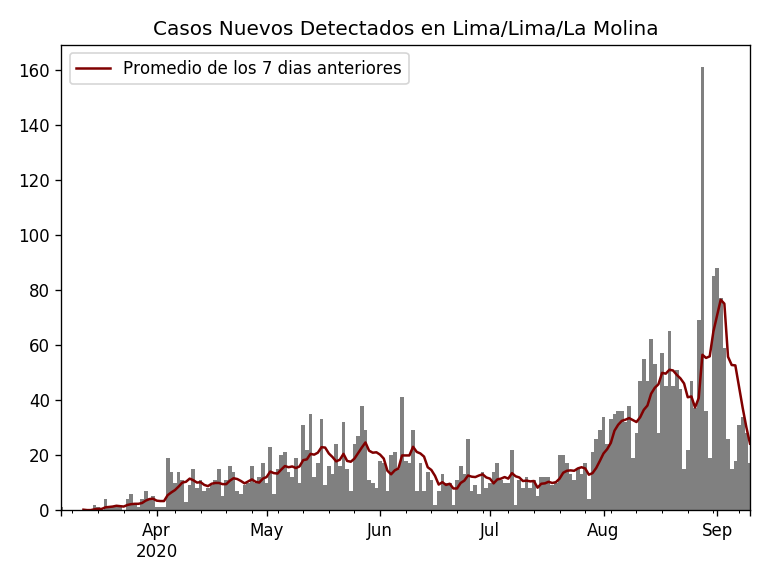 Casos Nuevos Detectados en Lima/Lima/La Molina
Promedio de los 7 dias anteriores
160
140
120
100
80
60
40
20
0
Apr
2020
May
Jun
Jul
Aug
Sep